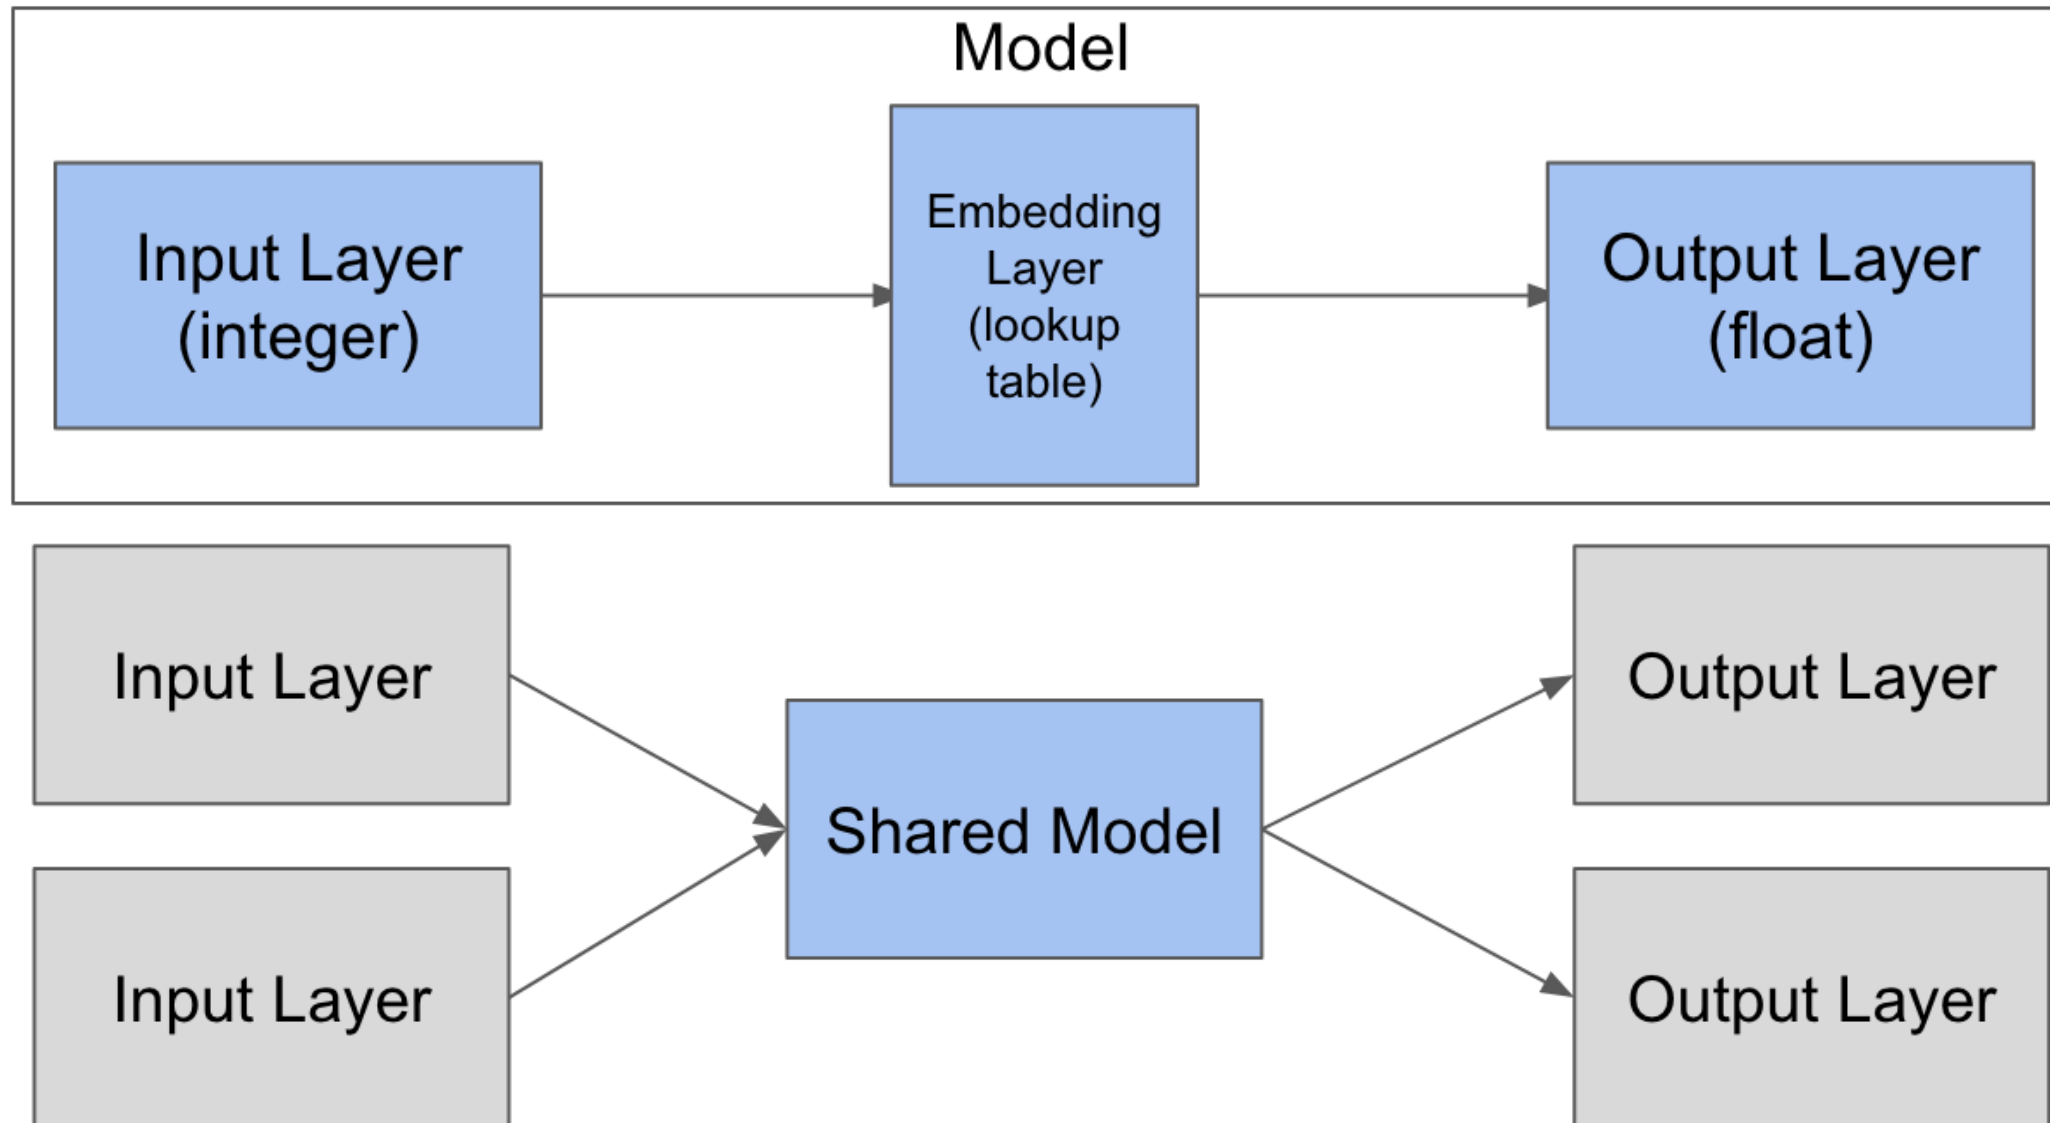 Model
Input Layer
(integer)
Embedding
Layer
(lookup
table)
Output Layer
(float)
Input Layer
Output Layer
Shared Model
Input Layer
Output Layer